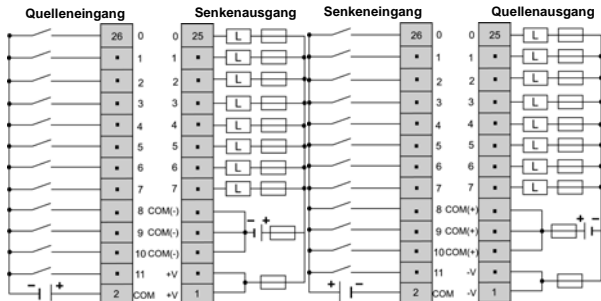 Quelleneingang Senkenausgang Senkeneingang Quellenausgang
26 0 0 25 L 26 0 0 25 L
1 1 L 1 1 L
2 2 L 2 2 L
3 3 L 3 3 L
4 4 L 4 4 L
5 5 L 5 5 L
6 6 L 6 6 L
7 7 L 7 7 L
8 COM(-) - + 8 COM(+) - +
9 COM(-) 9 COM(+)
10 COM(-) 10 COM(+)
11 +V 11 -V
- + 2 COM +V 1 + - 2 COM -V 1